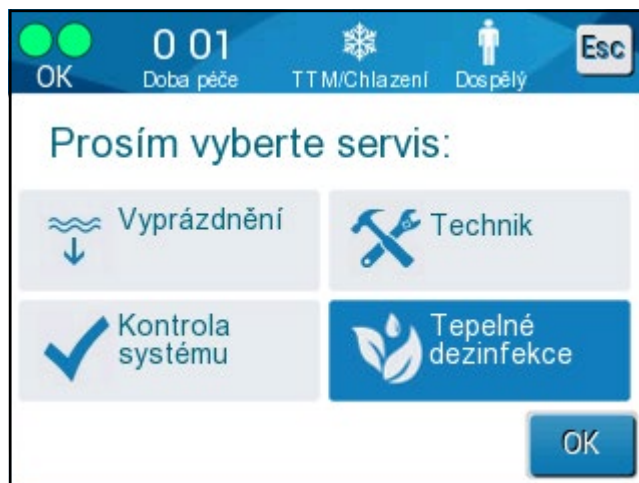 OK
0 01
Doba péče
TTM/Chlazení
Dospělý
Esc
Prosím vyberte servis:
Vyprázdnění
Technik
Kontrola
systému
Tepelné
dezinfekce
OK